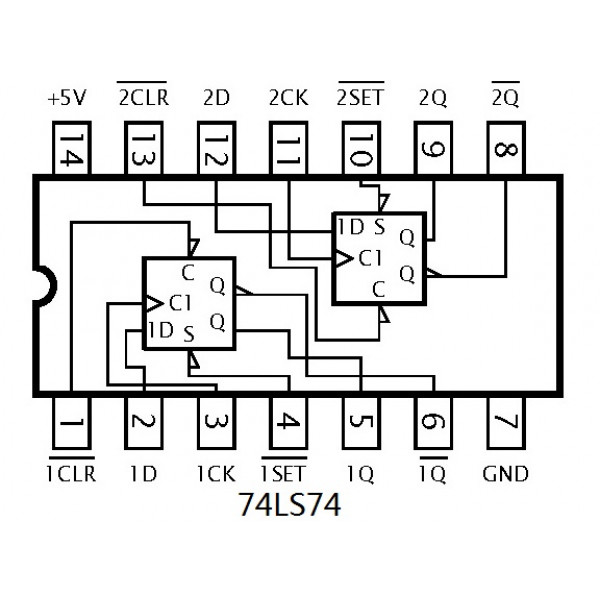 +5V 2CLR 2D 2CK 2SET 2Q 2Q
14 13 12 11 10 9 8
1D S Q
C1
C Q
C Q
C1
1D S Q
1 2 3 4 5 6 7
1CLR 1D 1CK 1SET 1Q 1Q GND
74LS74